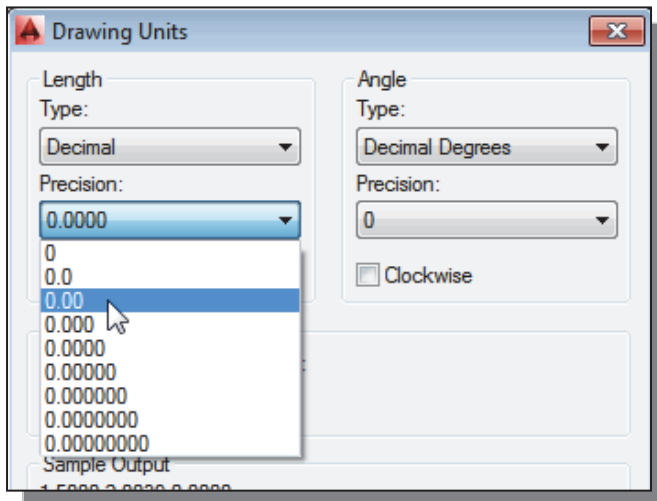 Drawing Units
Length
Type:
Decimal
Precision:
0.0000
0
0.0
0.00
0.000
0.0000
0.00000
0.000000
0.0000000
0.00000000
Angle
Type:
Decimal Degrees
Precision:
0
Clockwise
Sample Output